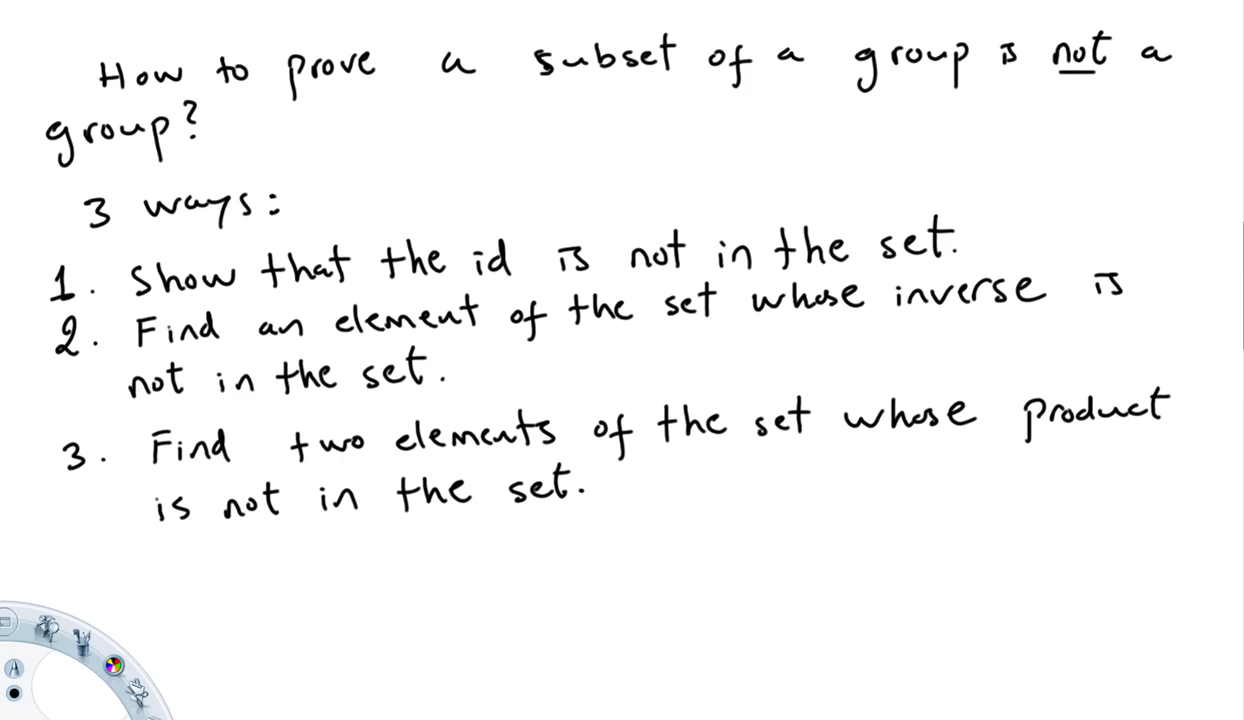 How to prove a subset of a group is not a
group?
3 ways:
1. Show that the id is not in the set.
2. Find an element of the set whose inverse is
not in the set.
3. Find two elements of the set whose product
is not in the set.